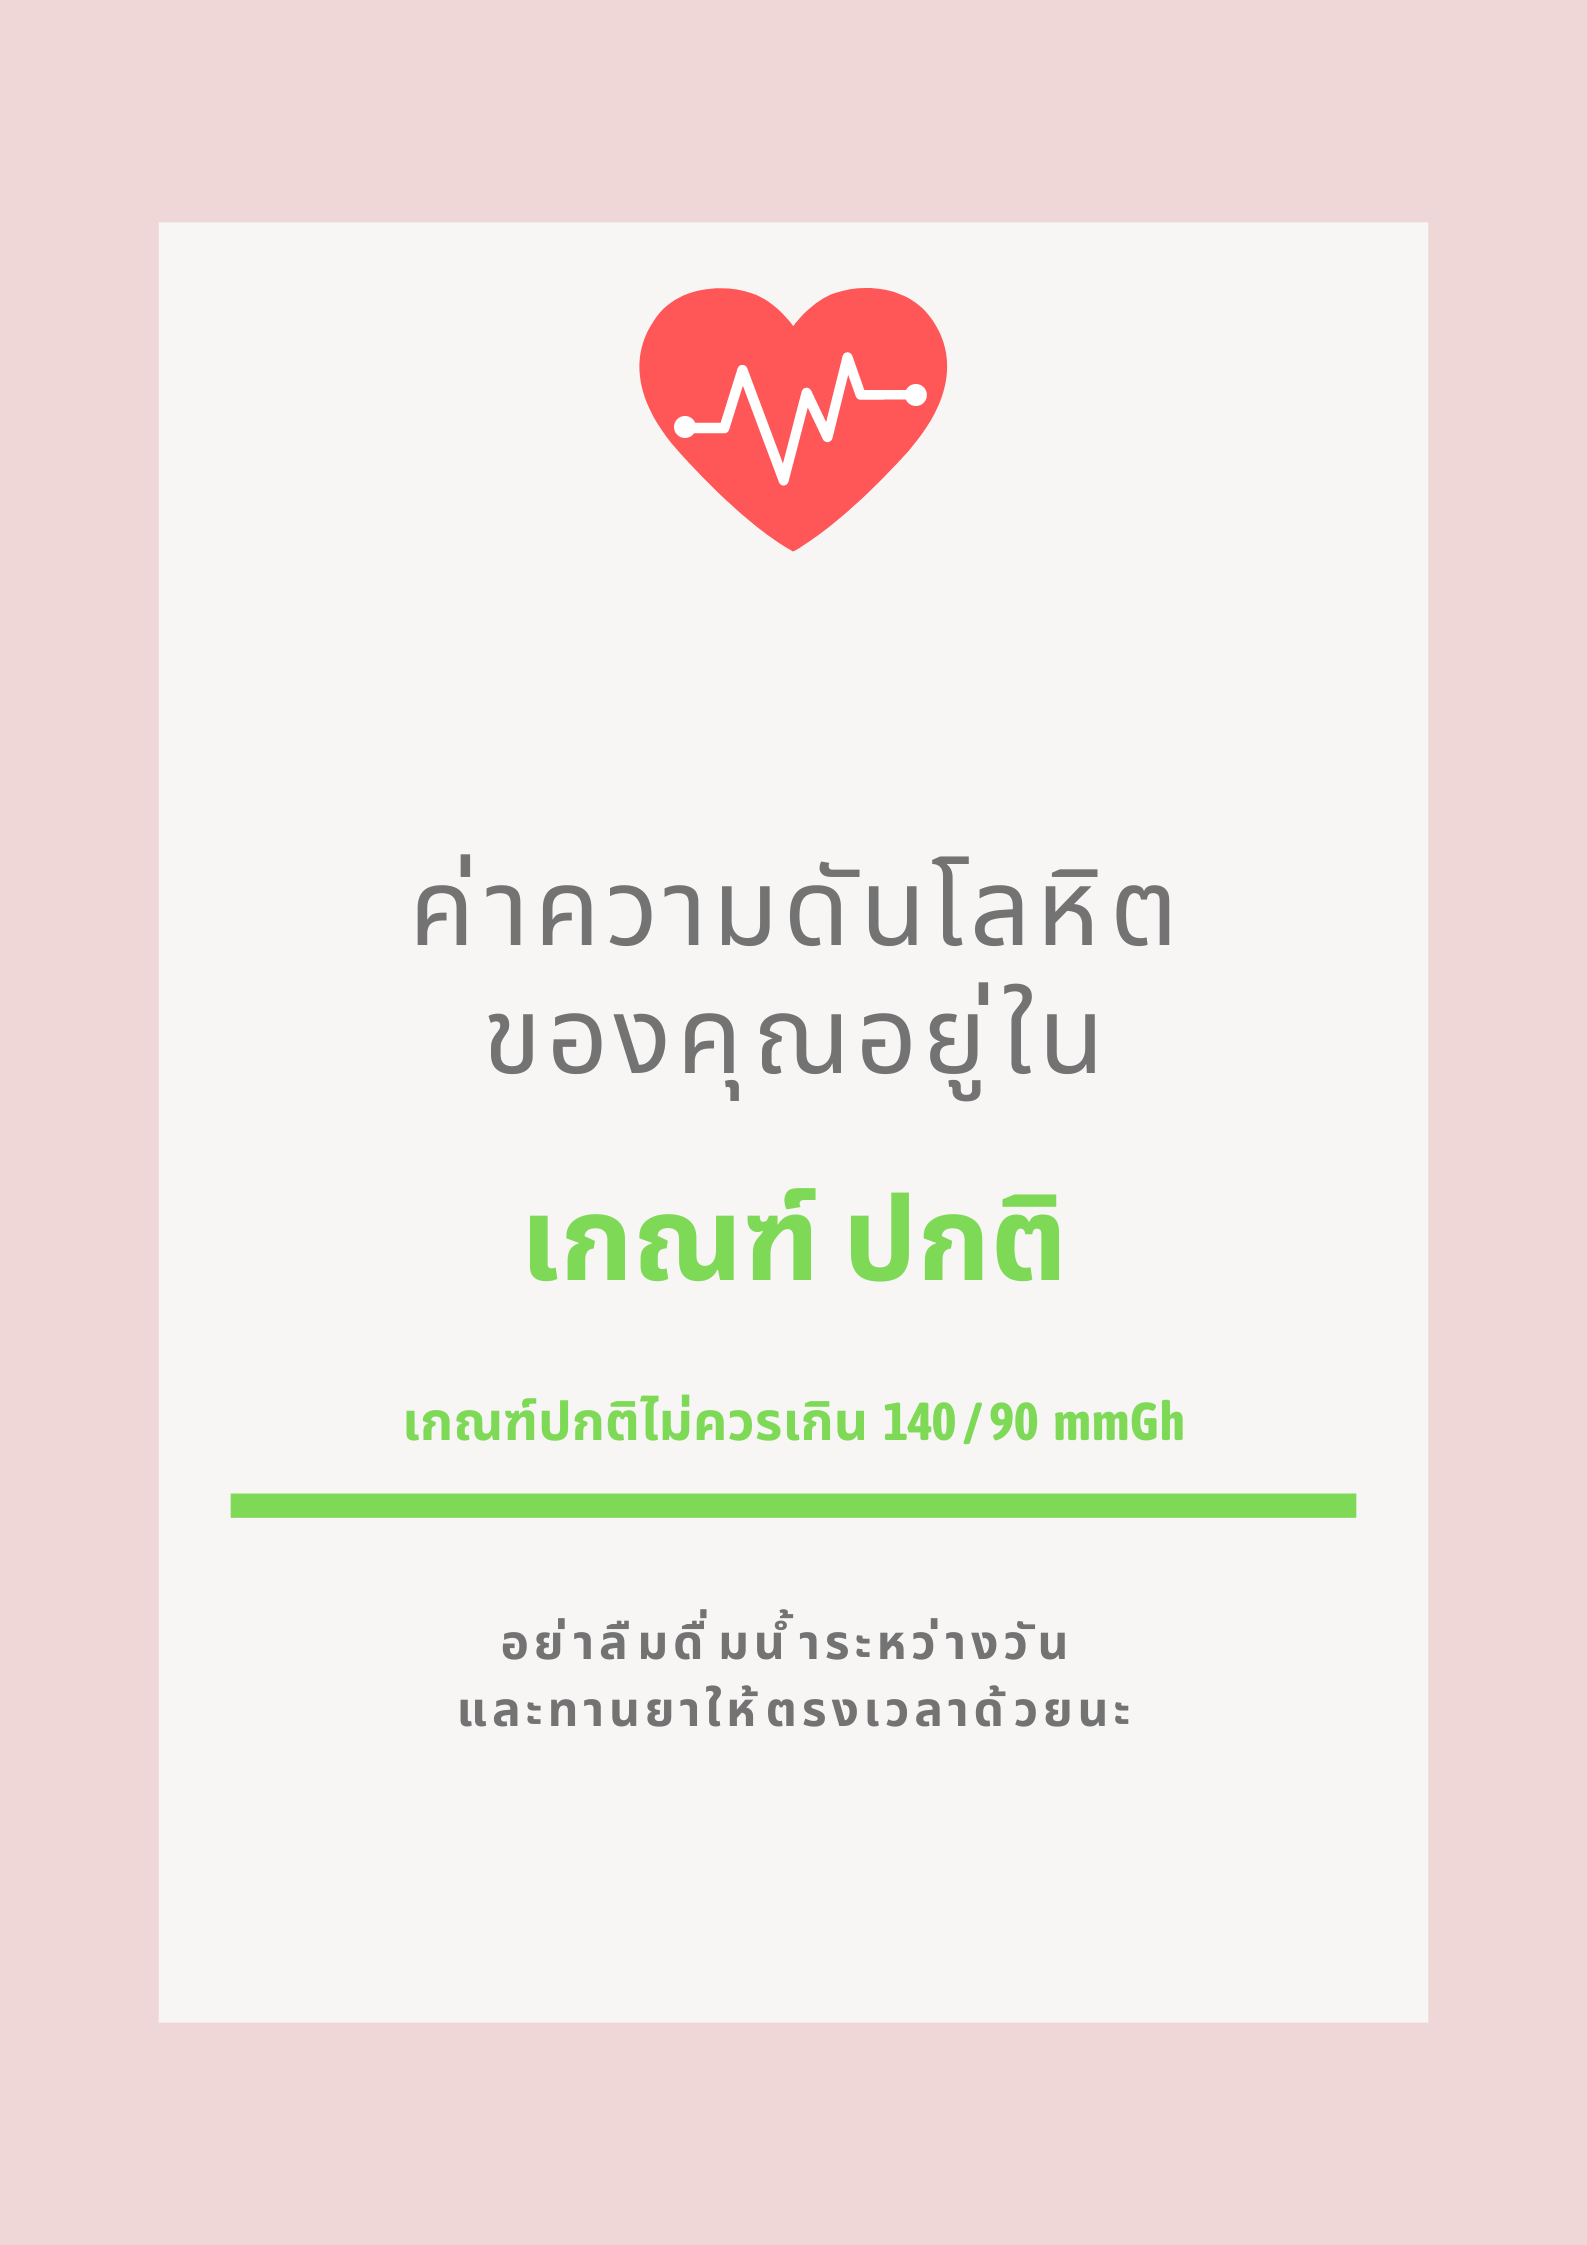 ค่าความดันโลหิต
ของคุณอยู่ใน
เกณฑ์ ปกติ
เกณฑ์ปกติไม่ควรเกิน 140/90 mmGh
อย่าลืมดื่มน้ำระหว่างวัน
และทานยาให้ตรงเวลาด้วยนะ